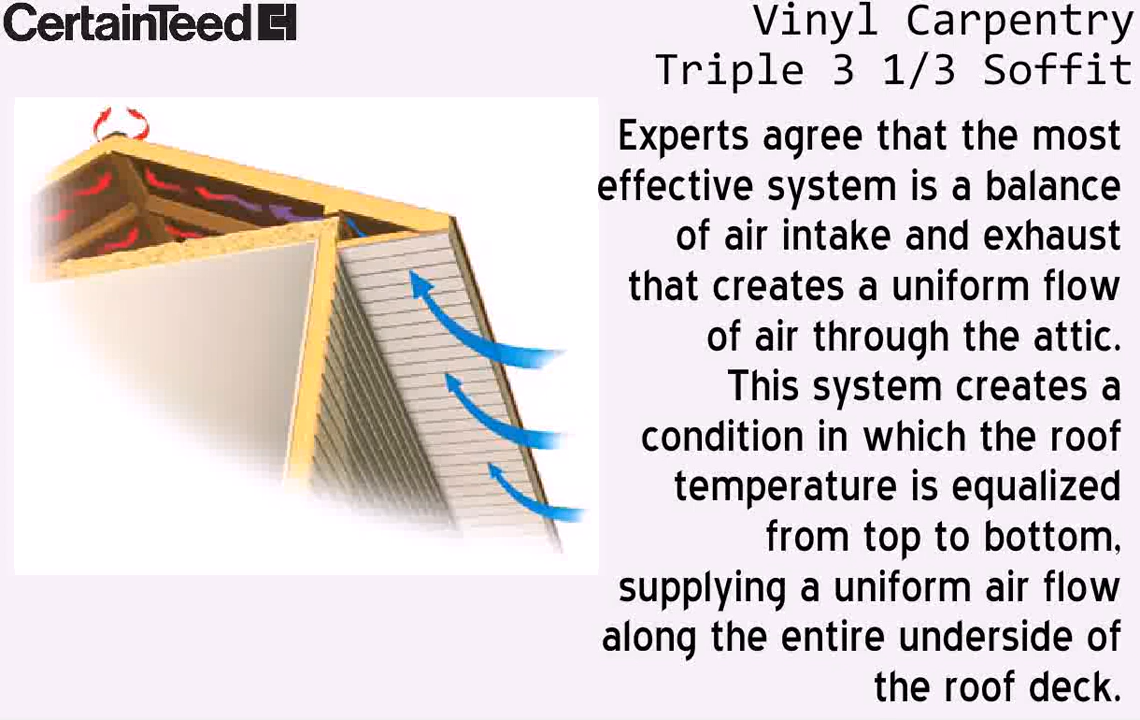 CertainTeed
Vinyl Carpentry
Triple 3 1/3 Soffit
Experts agree that the most
effective system is a balance
of air intake and exhaust
that creates a uniform flow
of air through the attic.
This system creates a
condition in which the roof
temperature is equalized
from top to bottom,
supplying a uniform air flow
along the entire underside of
the roof deck.